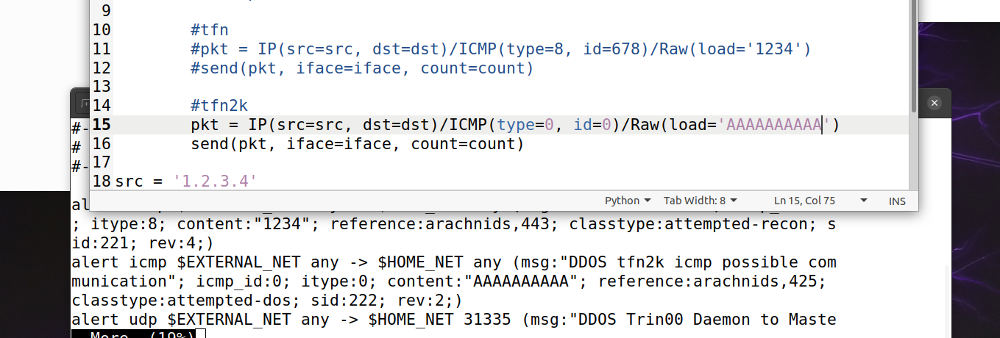 9
10 #tfn
11 #pkt = IP(src=src, dst=dst)/ICMP(type=8, id=678)/Raw(load='1234')
12 #send(pkt, iface=iface, count=count)
13
14 #tfn2k
15 pkt = IP(src=src, dst=dst)/ICMP(type=0, id=0)/Raw(load='AAAAAAAAAA')
16 send(pkt, iface=iface, count=count)
17
18 src = '1.2.3.4'
Python Tab Width: 8 Ln 15, Col 75 INS
#-
#
#-
al
; itype:8; content:"1234"; reference:arachnids,443; classtype:attempted-recon; s
id:221; rev:4;)
alert icmp $EXTERNAL_NET any -> $HOME_NET any (msg:"DDOS tfn2k icmp possible com
munication"; icmp_id:0; itype:0; content:"AAAAAAAAAA"; reference:arachnids,425;
classtype:attempted-dos; sid:222; rev:2;)
alert udp $EXTERNAL_NET any -> $HOME_NET 31335 (msg:"DDOS Trin00 Daemon to Maste
--More--(19%)